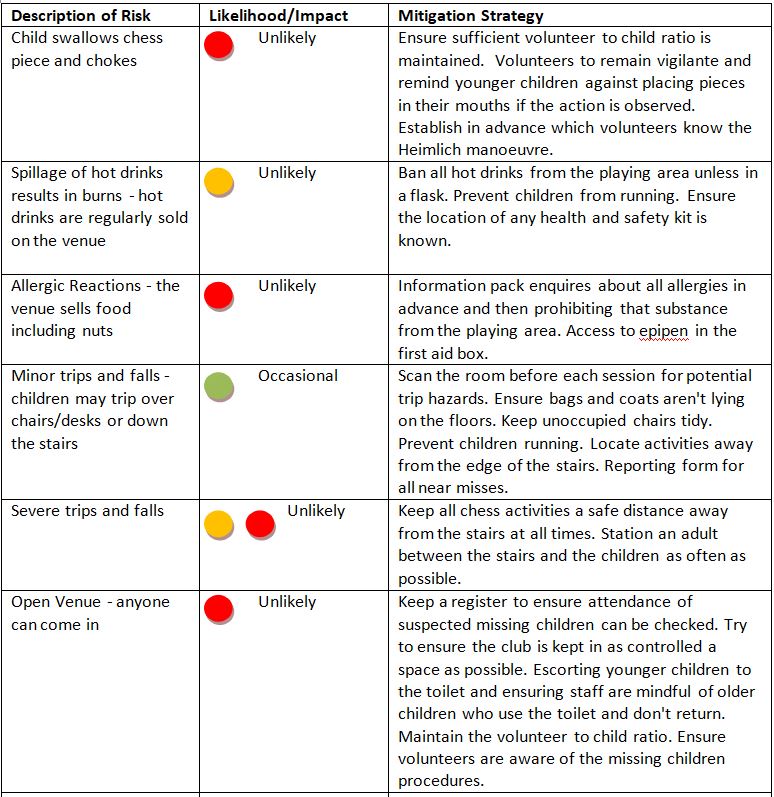 Description of Risk
Likelihood/Impact
Mitigation Strategy
Child swallows chess
piece and chokes
Unlikely
Ensure sufficient volunteer to child ratio is
maintained.  Volunteers to remain vigilante and
remind younger children against placing pieces
in their mouths if the action is observed.
Establish in advance which volunteers know the
Heimlich manoeuvre.
Spillage of hot drinks
results in burns - hot
drinks are regularly sold
on the venue
Unlikely
Ban all hot drinks from the playing area unless in
a flask. Prevent children from running.  Ensure
the location of any health and safety kit is
known.
Allergic Reactions - the
venue sells food
including nuts
Unlikely
Information pack enquires about all allergies in
advance and then prohibiting that substance
from the playing area. Access to epipen in the
first aid box.
Minor trips and falls -
children may trip over
chairs/desks or down
the stairs
Occasional
Scan the room before each session for potential
trip hazards. Ensure bags and coats aren't lying
on the floors. Keep unoccupied chairs tidy.
Prevent children running. Locate activities away
from the edge of the stairs. Reporting form for
all near misses.
Severe trips and falls
Unlikely
Keep all chess activities a safe distance away
from the stairs at all times. Station an adult
between the stairs and the children as often as
possible.
Open Venue - anyone
can come in
Unlikely
Keep a register to ensure attendance of
suspected missing children can be checked. Try
to ensure the club is kept in as controlled a
space as possible. Escorting younger children to
the toilet and ensuring staff are mindful of older
children who use the toilet and don't return.
Maintain the volunteer to child ratio. Ensure
volunteers are aware of the missing children
procedures.